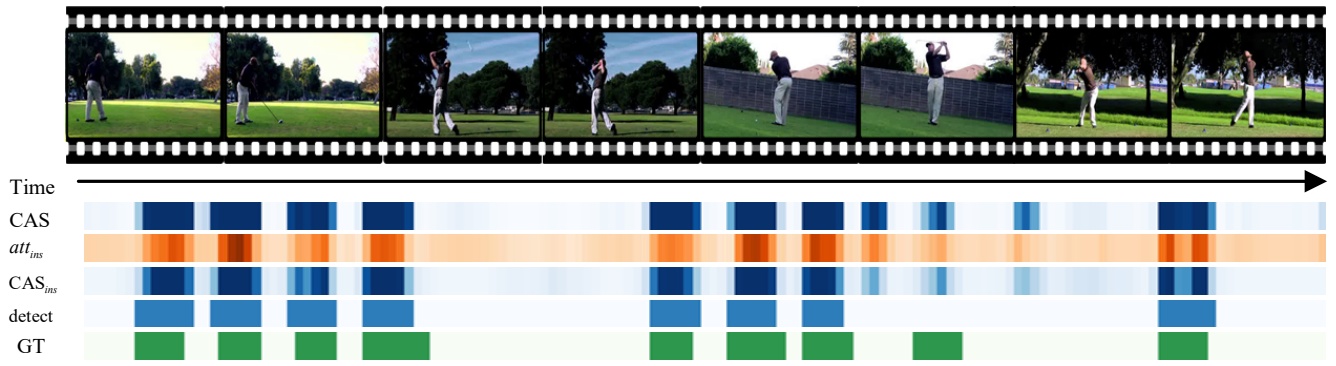 Time
CAS
att_ins
CAS_ins
detect
GT